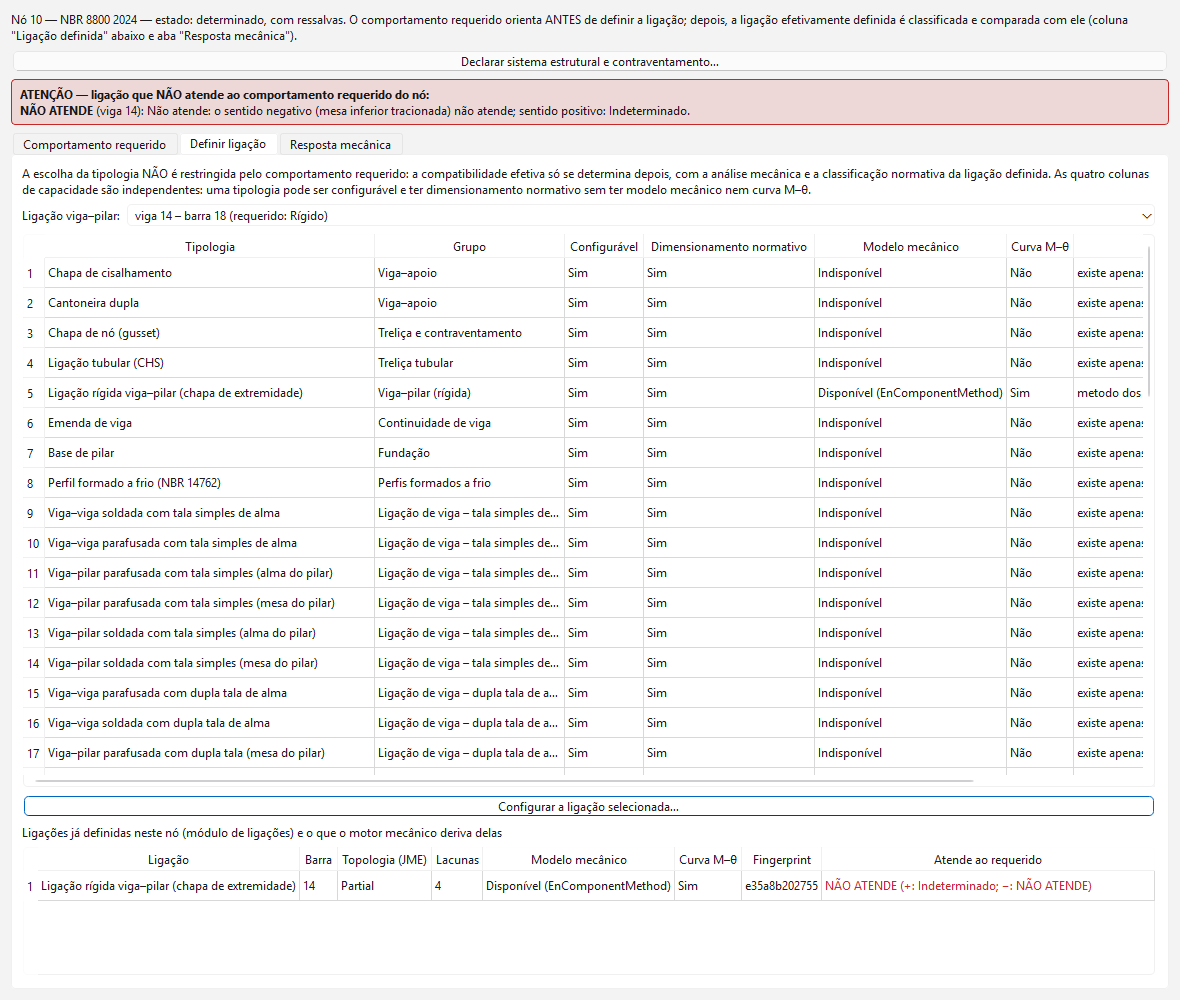 Nó 10 — NBR 8800 2024 — estado: determinado, com ressalvas. O comportamento requerido orienta ANTES de definir a ligação; depois, a ligação efetivamente definida é classificada e comparada com ele (coluna
"Ligação definida" abaixo e aba "Resposta mecânica").
Declarar sistema estrutural e contraventamento...
ATENÇÃO — ligação que NÃO atende ao comportamento requerido do nó:
NÃO ATENDE (viga 14): Não atende: o sentido negativo (mesa inferior tracionada) não atende; sentido positivo: Indeterminado.
Comportamento requerido Definir ligação Resposta mecânica
A escolha da tipologia NÃO é restringida pelo comportamento requerido: a compatibilidade efetiva só se determina depois, com a análise mecânica e a classificação normativa da ligação definida. As quatro colunas
de capacidade são independentes: uma tipologia pode ser configurável e ter dimensionamento normativo sem ter modelo mecânico nem curva M–θ.
Ligação viga–pilar: viga 14 – barra 18 (requerido: Rígido)
Tipologia Grupo Configurável Dimensionamento normativo Modelo mecânico Curva M–θ
1 Chapa de cisalhamento Viga–apoio Sim Sim Indisponível Não existe apenas
2 Cantoneira dupla Viga–apoio Sim Sim Indisponível Não existe apenas
3 Chapa de nó (gusset) Treliça e contraventamento Sim Sim Indisponível Não existe apenas
4 Ligação tubular (CHS) Treliça tubular Sim Sim Indisponível Não existe apenas
5 Ligação rígida viga–pilar (chapa de extremidade) Viga–pilar (rígida) Sim Sim Disponível (EnComponentMethod) Sim metodo dos
6 Emenda de viga Continuidade de viga Sim Sim Indisponível Não existe apenas
7 Base de pilar Fundação Sim Sim Indisponível Não existe apenas
8 Perfil formado a frio (NBR 14762) Perfis formados a frio Sim Sim Indisponível Não existe apenas
9 Viga–viga soldada com tala simples de alma Ligação de viga – tala simples de... Sim Sim Indisponível Não existe apenas
10 Viga–viga parafusada com tala simples de alma Ligação de viga – tala simples de... Sim Sim Indisponível Não existe apenas
11 Viga–pilar parafusada com tala simples (alma do pilar) Ligação de viga – tala simples de... Sim Sim Indisponível Não existe apenas
12 Viga–pilar parafusada com tala simples (mesa do pilar) Ligação de viga – tala simples de... Sim Sim Indisponível Não existe apenas
13 Viga–pilar soldada com tala simples (alma do pilar) Ligação de viga – tala simples de... Sim Sim Indisponível Não existe apenas
14 Viga–pilar soldada com tala simples (mesa do pilar) Ligação de viga – tala simples de... Sim Sim Indisponível Não existe apenas
15 Viga–viga parafusada com dupla tala de alma Ligação de viga – dupla tala de a... Sim Sim Indisponível Não existe apenas
16 Viga–viga soldada com dupla tala de alma Ligação de viga – dupla tala de a... Sim Sim Indisponível Não existe apenas
17 Viga–pilar parafusada com dupla tala (mesa do pilar) Ligação de viga – dupla tala de a... Sim Sim Indisponível Não existe apenas
Configurar a ligação selecionada...
Ligações já definidas neste nó (módulo de ligações) e o que o motor mecânico deriva delas
Ligação Barra Topologia (JME) Lacunas Modelo mecânico Curva M–θ Fingerprint Atende ao requerido
1 Ligação rígida viga–pilar (chapa de extremidade) 14 Partial 4 Disponível (EnComponentMethod) Sim e35a8b202755 NÃO ATENDE (+: Indeterminado; −: NÃO ATENDE)